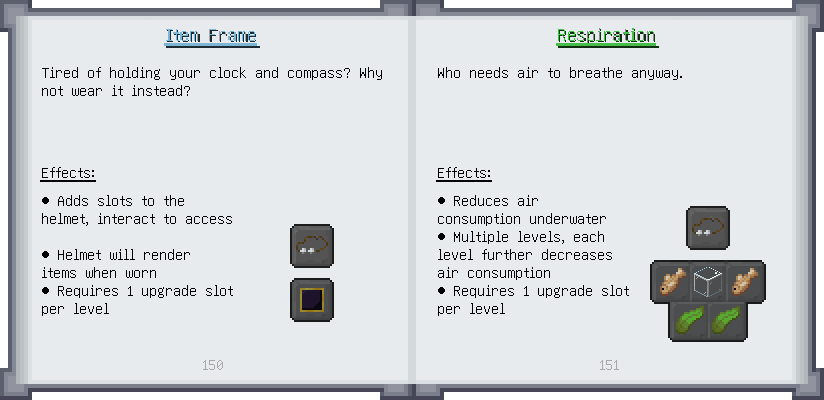 Item Frame
Tired of holding your clock and compass? Why
not wear it instead?
Effects:
● Adds slots to the
helmet, interact to access
● Helmet will render
items when worn
● Requires 1 upgrade slot
per level
150
Respiration
Who needs air to breathe anyway.
Effects:
● Reduces air
consumption underwater
● Multiple levels, each
level further decreases
air consumption
● Requires 1 upgrade slot
per level
151